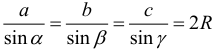 a/sin α = b/sin β = c/sin γ = 2R